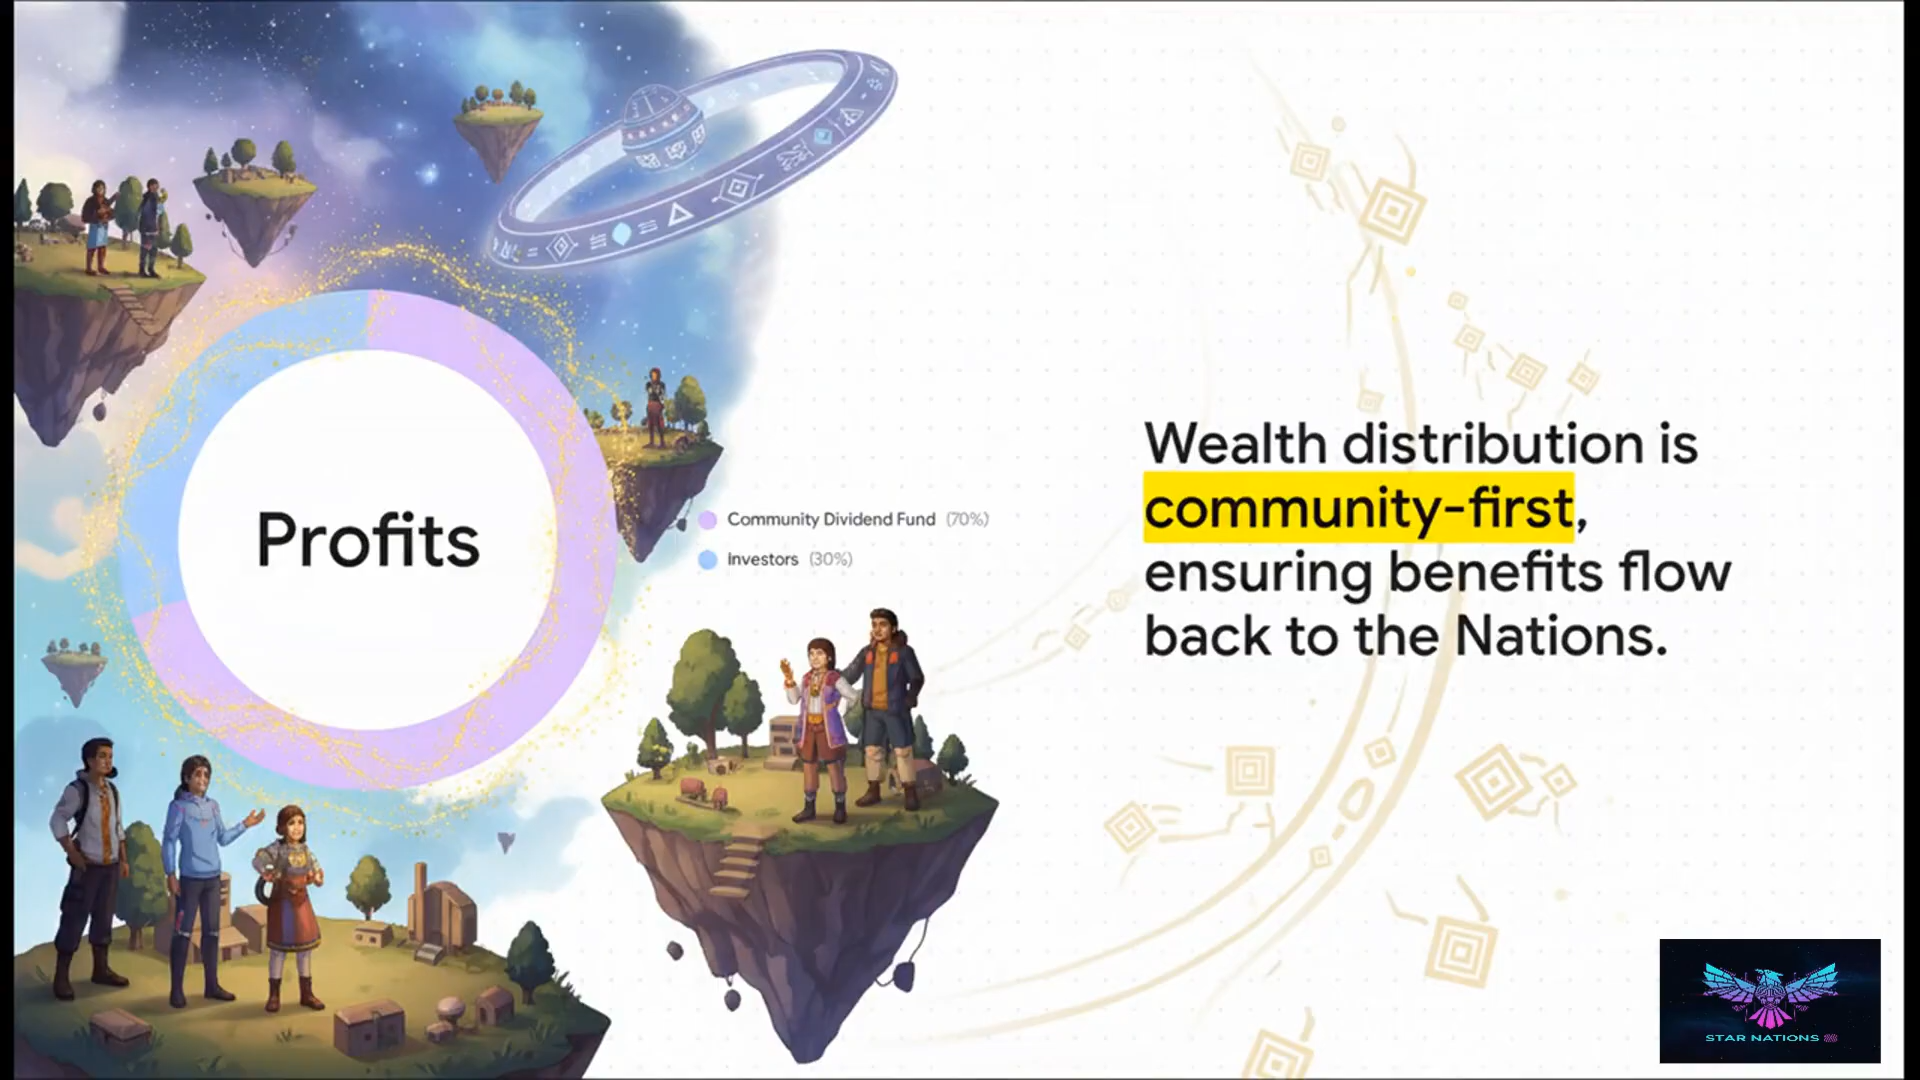 Profits
Community Dividend Fund (70%)
Investors (30%)
Wealth distribution is
community-first,
ensuring benefits flow
back to the Nations.
STAR NATIONS